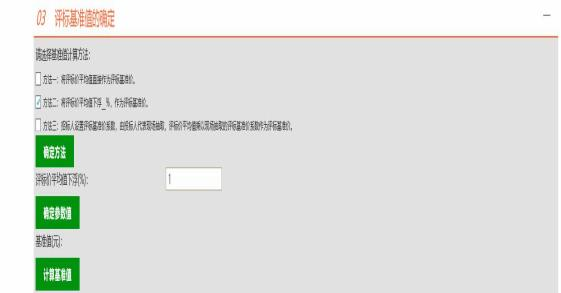 03 评标基准值的确定
请选择基准值计算方法:
方法一: 将评标价平均值直接作为评标基准价。
方法二: 将评标价平均值下浮_%, 作为评标基准价。
方法三: 招标人设置评标基准价系数, 由投标人代表现场抽取, 评标价平均值乘以现场抽取的评标基准价系数作为评标基准价。
确定方法
评标价平均值下浮(%): 1
确定参数值
基准值(元):
计算基准值